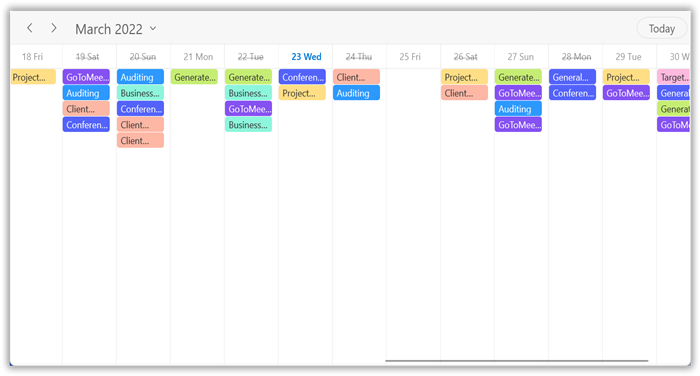 March 2022 Today
18 Fri 19 Sat 20 Sun 21 Mon 22 Tue 23 Wed 24 Thu 25 Fri 26 Sat 27 Sun 28 Mon 29 Tue 30 W
Project... GoToMee... Auditing Generate... Generate... Conferen... Client... Project... Generate... General... Project... Target...
Auditing Business... Business... Project... Auditing Client... GoToMee... Conferen... GoToMee... General
Client... Conferen... GoToMee... Auditing Generat
Conferen... Client... Business... GoToMee... GoToMe
Client...